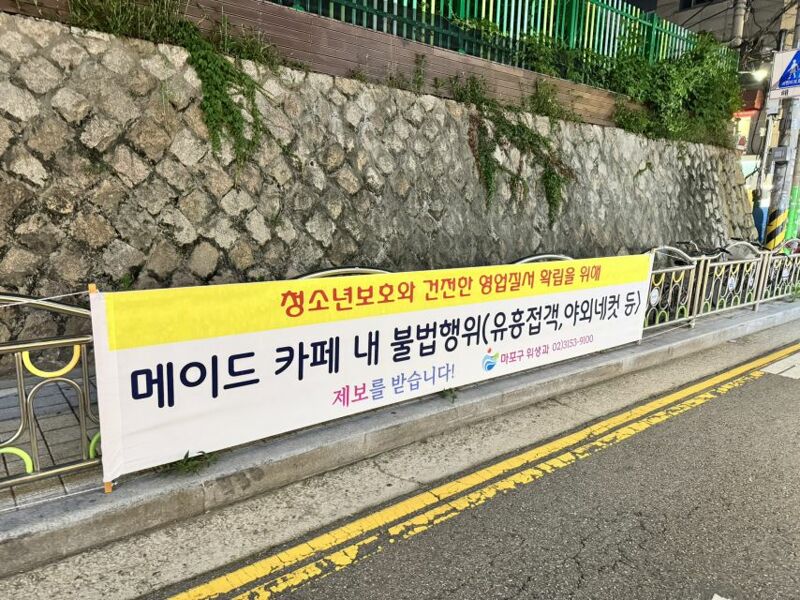 청소년보호와 건전한 영업질서 확립을 위해
메이드 카페 내 불법행위(유흥접객,야외네컷 등)
제보를 받습니다!
마포구 위생과 02)3153-9100